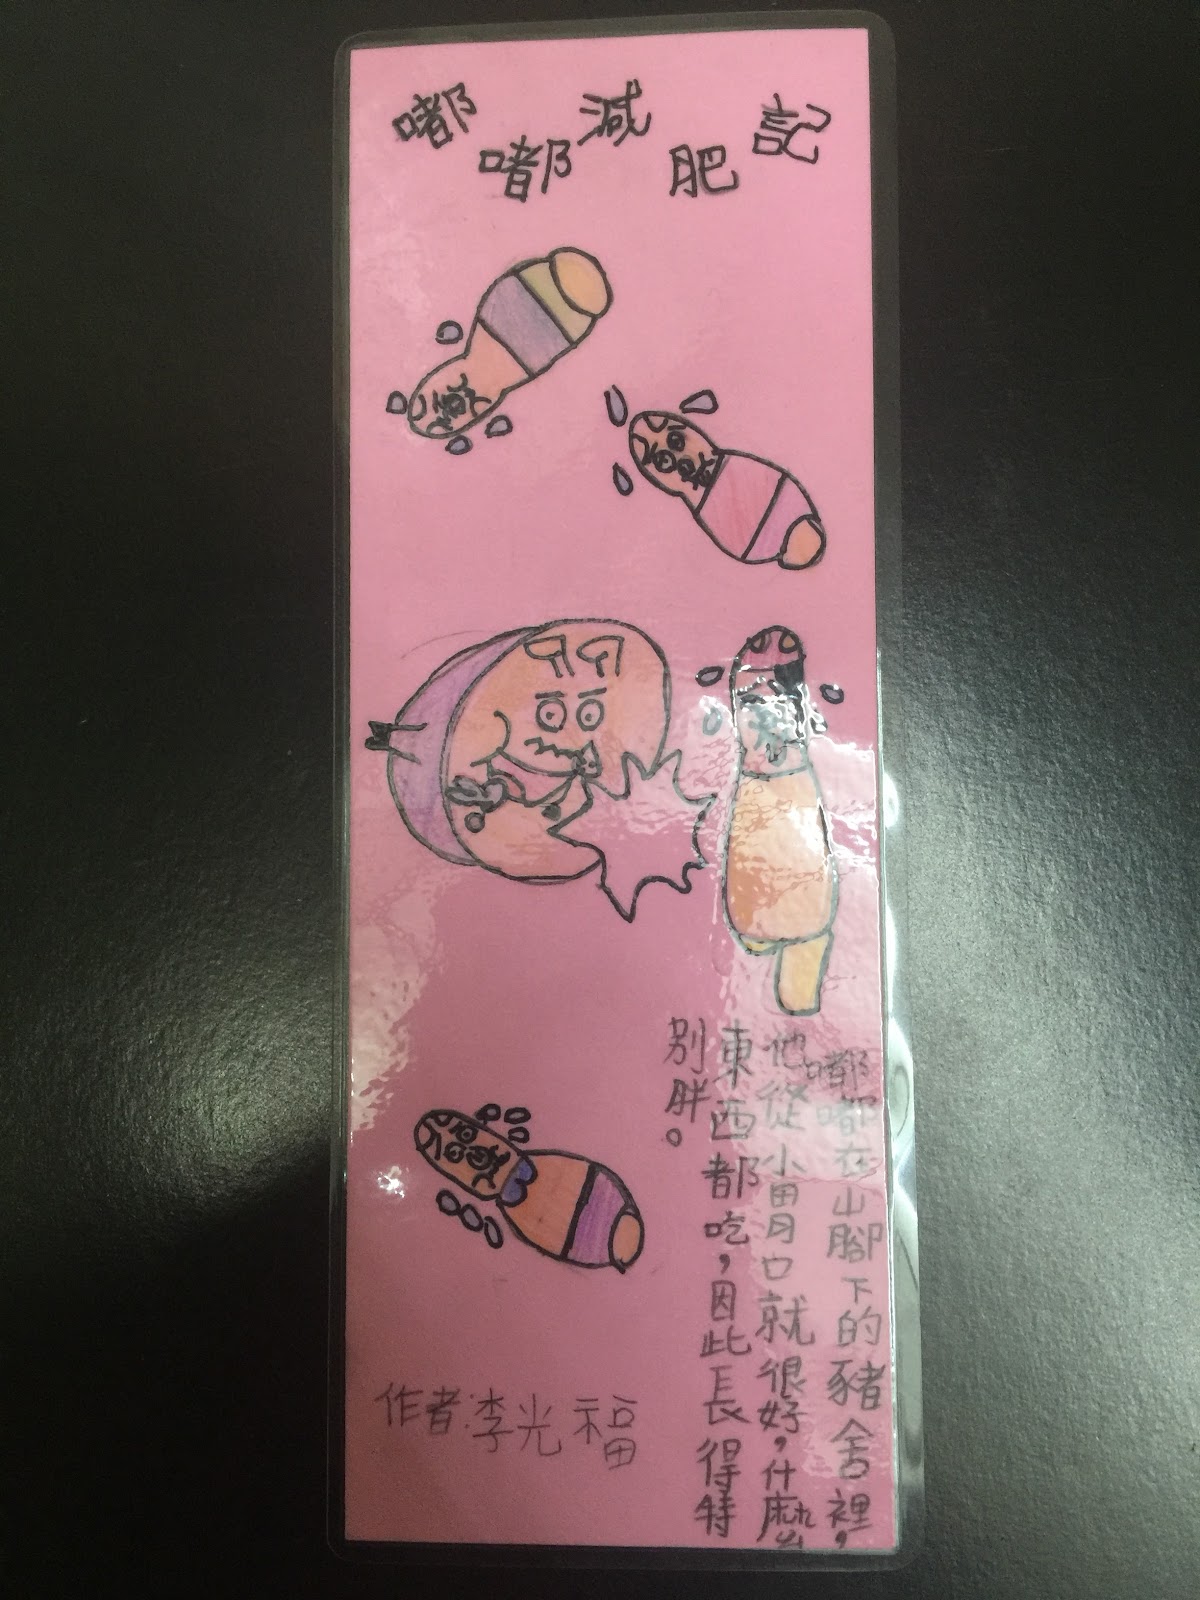 嘟嘟減肥記
嘟嘟在山腳下的豬舍裡，
他從小胃口就很好，什麼
東西都吃，因此長得特
別胖。
作者:李光福